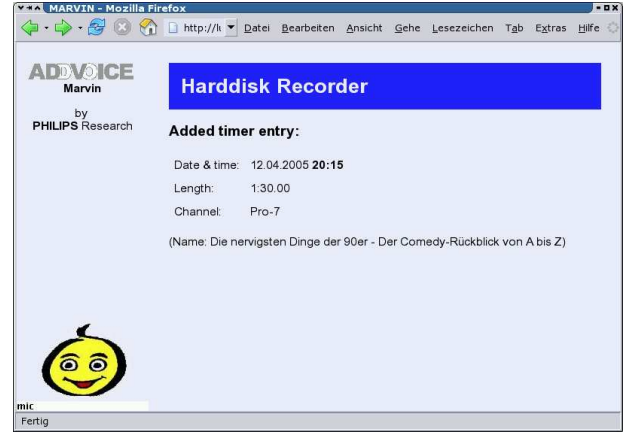 MARVIN - Mozilla Firefox
Datei Bearbeiten Ansicht Gehe Lesezeichen Tab Extras Hilfe
ADDVOICE
Marvin
by
PHILIPS Research
Harddisk Recorder
Added timer entry:
Date & time: 12.04.2005 20:15
Length: 1:30.00
Channel: Pro-7
(Name: Die nervigsten Dinge der 90er - Der Comedy-Rückblick von A bis Z)
mic
Fertig